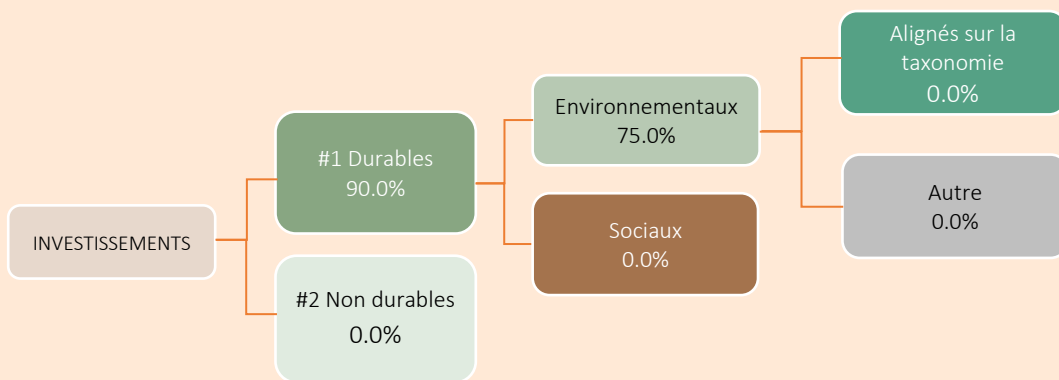 INVESTISSEMENTS
#1 Durables
90.0%
#2 Non durables
0.0%
Environnementaux
75.0%
Sociaux
0.0%
Alignés sur la
taxonomie
0.0%
Autre
0.0%